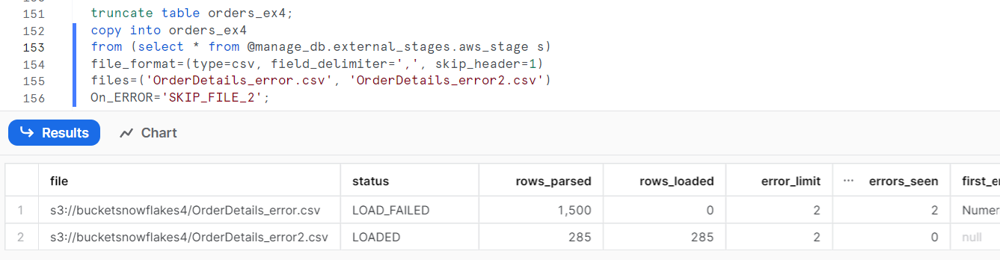 151 truncate table orders_ex4;
152 copy into orders_ex4
153 from (select * from @manage_db.external_stages.aws_stage s)
154 file_format=(type=csv, field_delimiter=',', skip_header=1)
155 files=('OrderDetails_error.csv', 'OrderDetails_error2.csv')
156 On_ERROR='SKIP_FILE_2';
Results Chart
file status rows_parsed rows_loaded error_limit ... errors_seen first_e
1 s3://bucketsnowflakes4/OrderDetails_error.csv LOAD_FAILED 1,500 0 2 2 Numer
2 s3://bucketsnowflakes4/OrderDetails_error2.csv LOADED 285 285 2 0 null